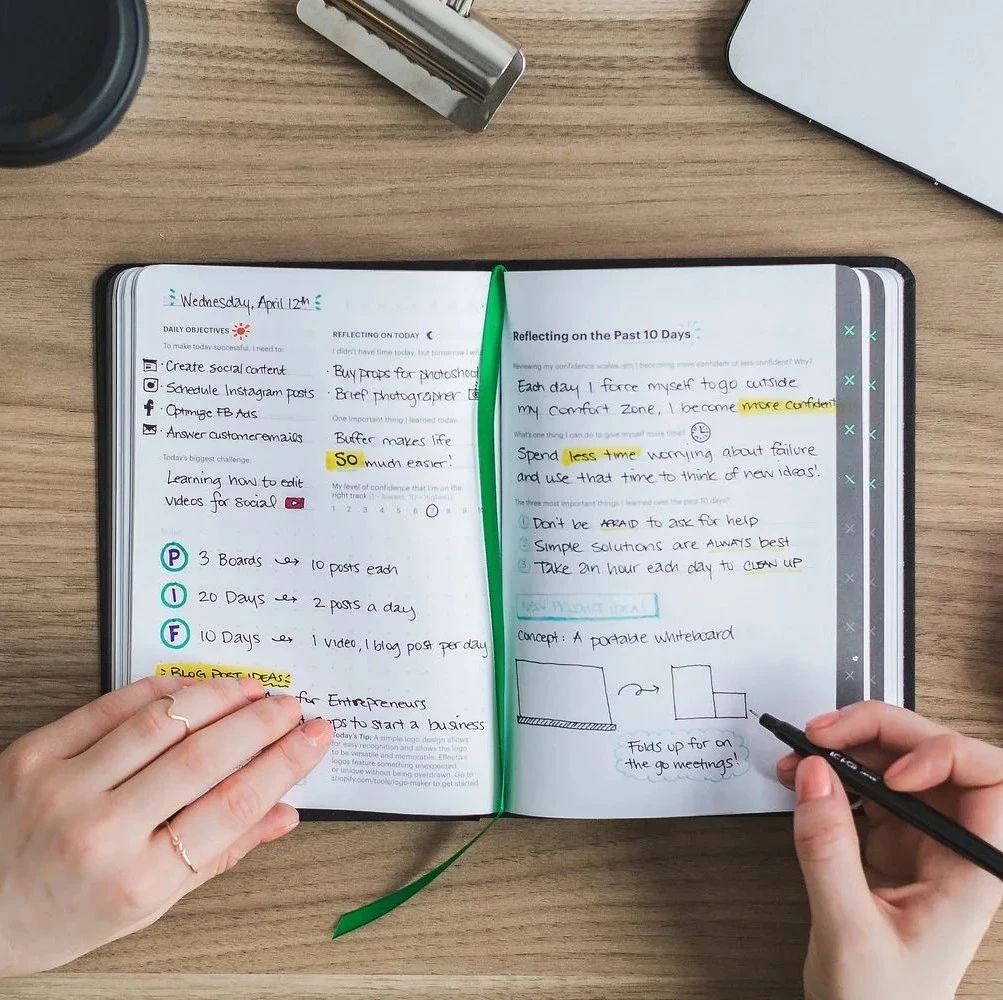 Wednesday, April 12th
DAILY OBJECTIVES
To make today successful, I need to:
Create social content
Schedule Instagram posts
Optimize FB Ads
Answer customer emails
Today's biggest challenge:
Learning how to edit
videos for social
REFLECTING ON TODAY
I didn't have time today, but tomorrow I will
· Buy props for photoshoot
· Brief photographer
One important thing I learned today
Buffer makes life
SO much easier!
My level of confidence that I'm on the
right track (1 - lowest, 10 - highest)
1 2 3 4 5 6 7 8 9
P 3 Boards 10 posts each
I 20 Days 2 posts a day
F 10 Days 1 video, 1 blog post per day
BLOG POST IDEAS
for Entrepreneurs
to start a business
Today's Tip: A simple logo design allows
for easy recognition and allows the logo
to be versatile and memorable. Effective
logos feature something unexpected
or unique without being overdrawn. Go to
shopify.com/tools/logo-maker to get started
Reflecting on the Past 10 Days
Reviewing my confidence scales, am I becoming more confident or less confident? Why?
Each day I force myself to go outside
my comfort zone, I become more confident
What's one thing I can do to give myself more time?
Spend less time worrying about failure
and use that time to think of new ideas!
The three most important things I learned over the past 10 days?
1 Don't be AFRAID to ask for help
2 Simple solutions are ALWAYS best
3 Take an hour each day to CLEAN UP
NEW PRODUCT IDEA!
Concept: A portable whiteboard
Folds up for on
the go meetings!